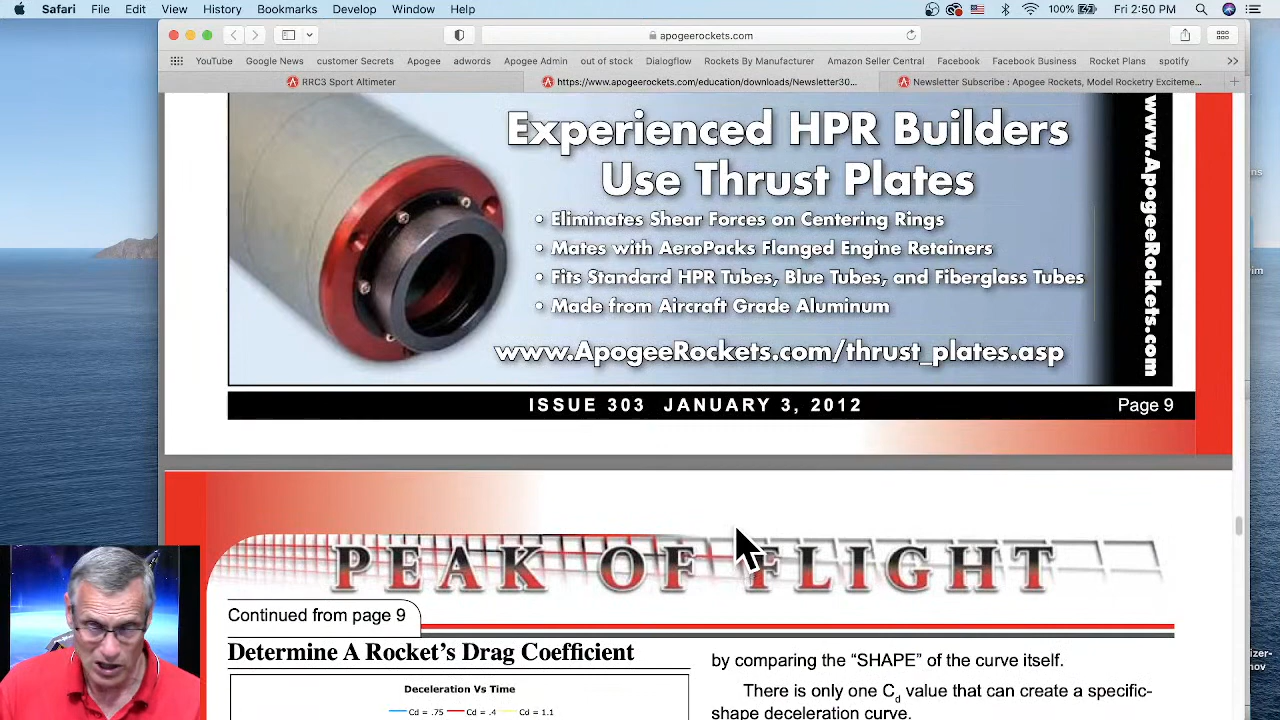 Safari File Edit View History Bookmarks Develop Window Help 100% Fri 2:50 PM
apogeerockets.com
YouTube Google News customer Secrets Apogee adwords Apogee Admin Dialogflow Rockets By Manufacturer Amazon Seller Central Facebook Facebook Business Rocket Plans spotify >>
RRC3 Sport Altimeter https://www.apogeerockets.com/education/downloads/Newsletter30... Newsletter Subscribe : Apogee Rockets, Model Rocketry Exciteme...
Experienced HPR Builders
Use Thrust Plates
• Eliminates Shear Forces on Centering Rings
• Mates with AeroPacks Flanged Engine Retainers
• Fits Standard HPR Tubes, Blue Tubes, and Fiberglass Tubes
• Made from Aircraft Grade Aluminum
www.ApogeeRockets.com/thrust_plates.asp
www.ApogeeRockets.com
ISSUE 303 JANUARY 3, 2012 Page 9
PEAK OF FLIGHT
Continued from page 9
Determine A Rocket's Drag Coefficient
Deceleration Vs Time
Cd = .75 Cd = .4 Cd = 1.
by comparing the “SHAPE” of the curve itself.
There is only one Cd value that can create a specific-
shape deceleration curve.